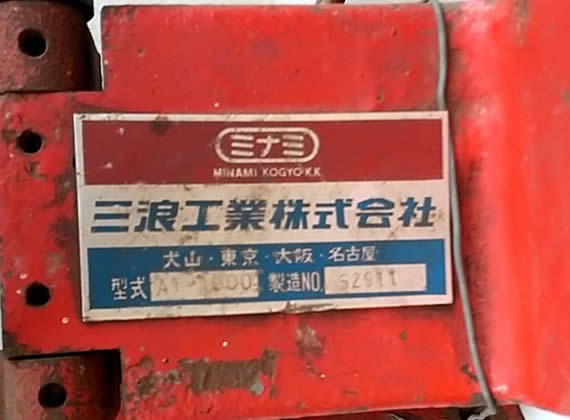 ミナミ
MINAMI KOGYO K.K
三浪工業株式会社
犬山・東京・大阪・名古屋
型式 製造NO. 62911